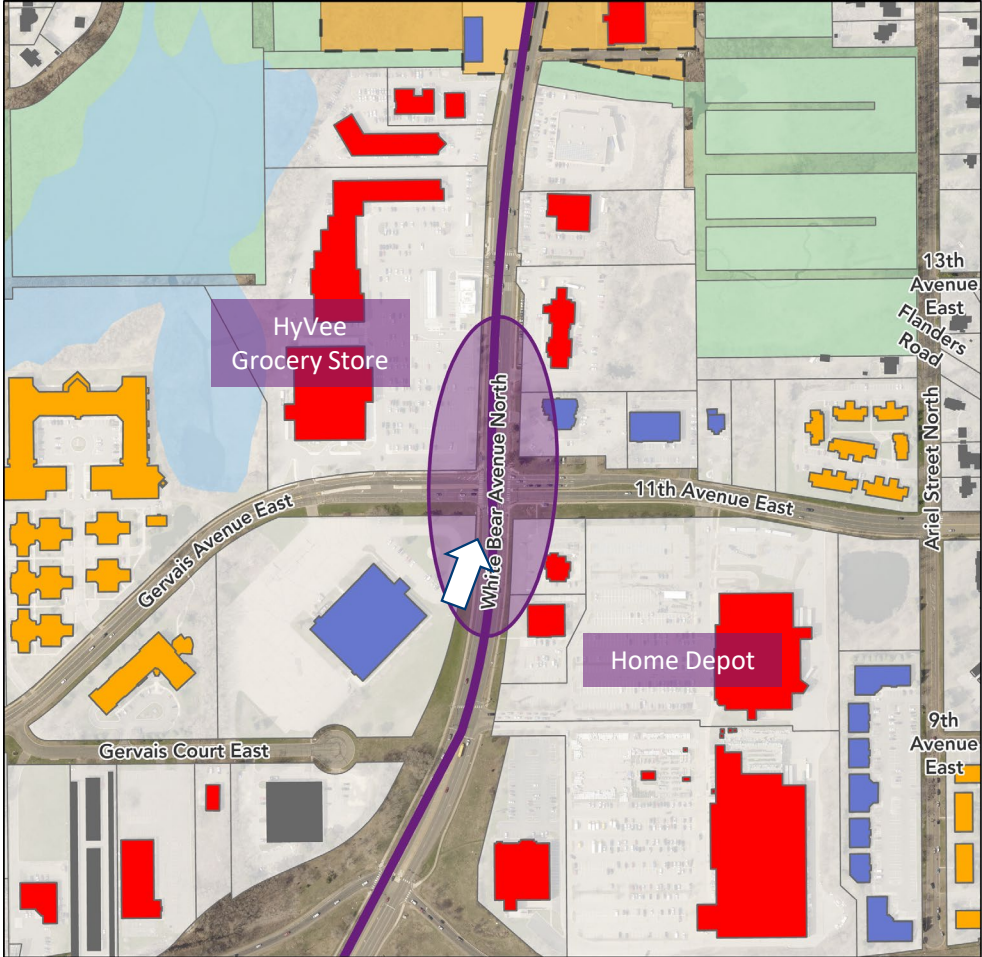 HyVee
Grocery Store
13th
Avenue
East
Flanders
Road
White Bear Avenue North
11th Avenue East
Ariel Street North
Gervais Avenue East
Home Depot
Gervais Court East
9th
Avenue
East